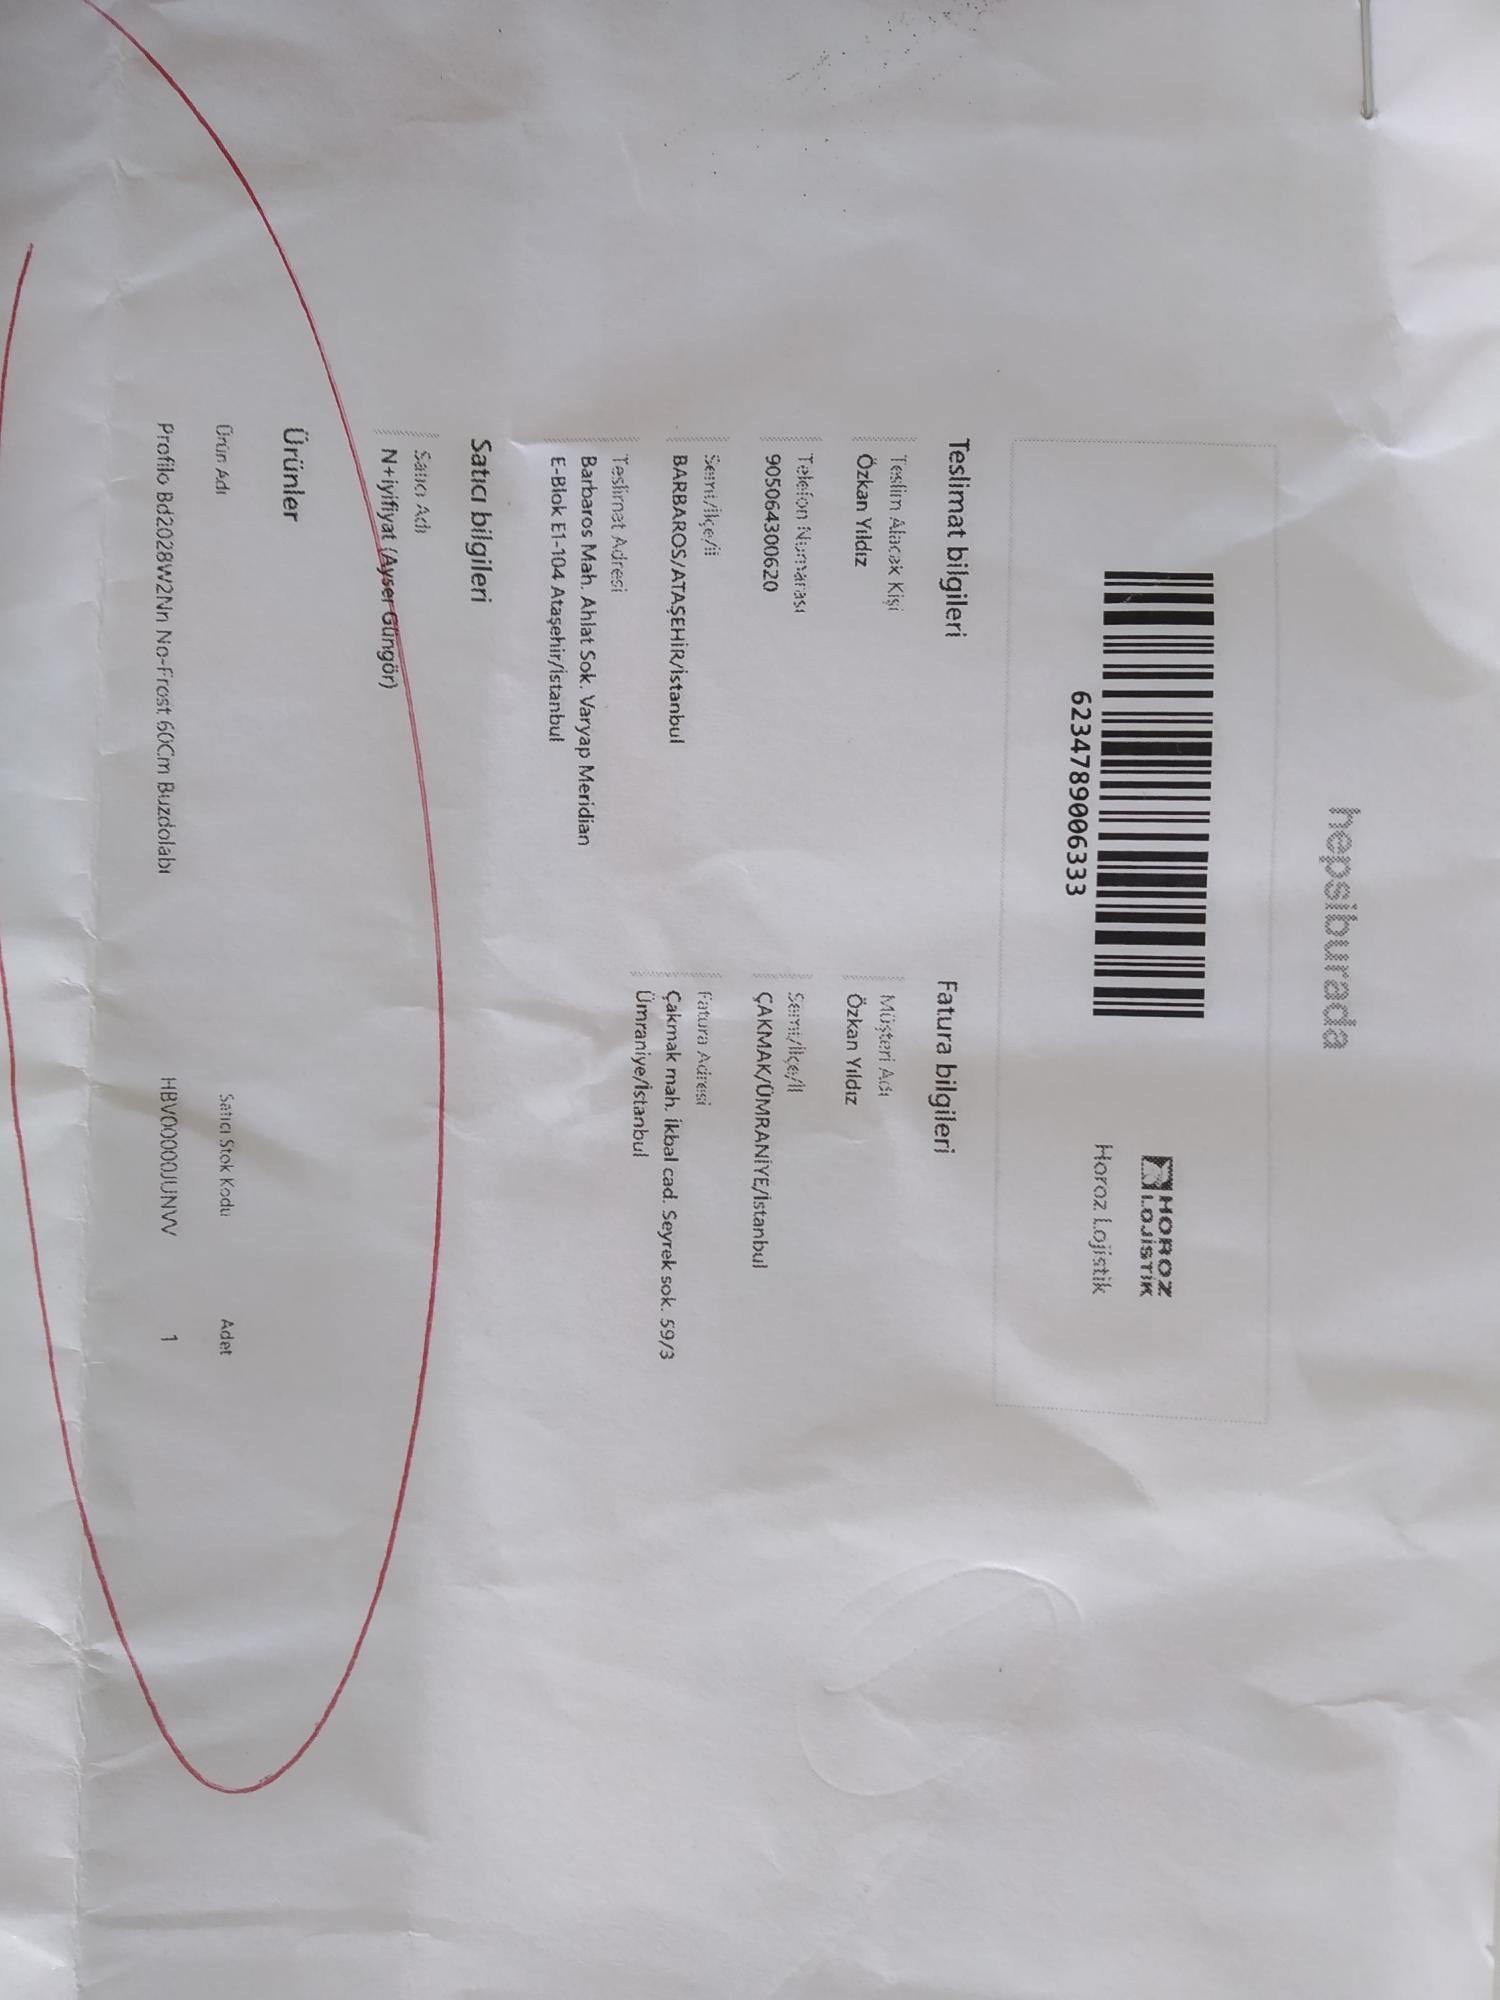 hepsiburada
HOROZ
LOJİSTİK
Horoz Lojistik
6234789006333
Teslimat bilgileri
Teslim Alacak Kişi
Özkan Yıldız
Telefon Numarası
905064300620
Semt/İlçe/İl
BARBAROS/ATAŞEHİR/İstanbul
Teslimat Adresi
Barbaros Mah. Ahlat Sok. Varyap Meridian
E-Blok E1-104 Ataşehir/İstanbul
Fatura bilgileri
Müşteri Adı
Özkan Yıldız
Semt/İlçe/İl
ÇAKMAK/ÜMRANİYE/İstanbul
Fatura Adresi
Çakmak mah. İkbal cad. Seyrek sok. 59/3
Ümraniye/İstanbul
Satıcı bilgileri
Satıcı Adı
N+iyifiyat (Ayser Güngör)
Ürünler
Ürün Adı Satıcı Stok Kodu Adet
Profilo Bd2028W2Nn No-Frost 60Cm Buzdolabı HBV00000JUNVV 1